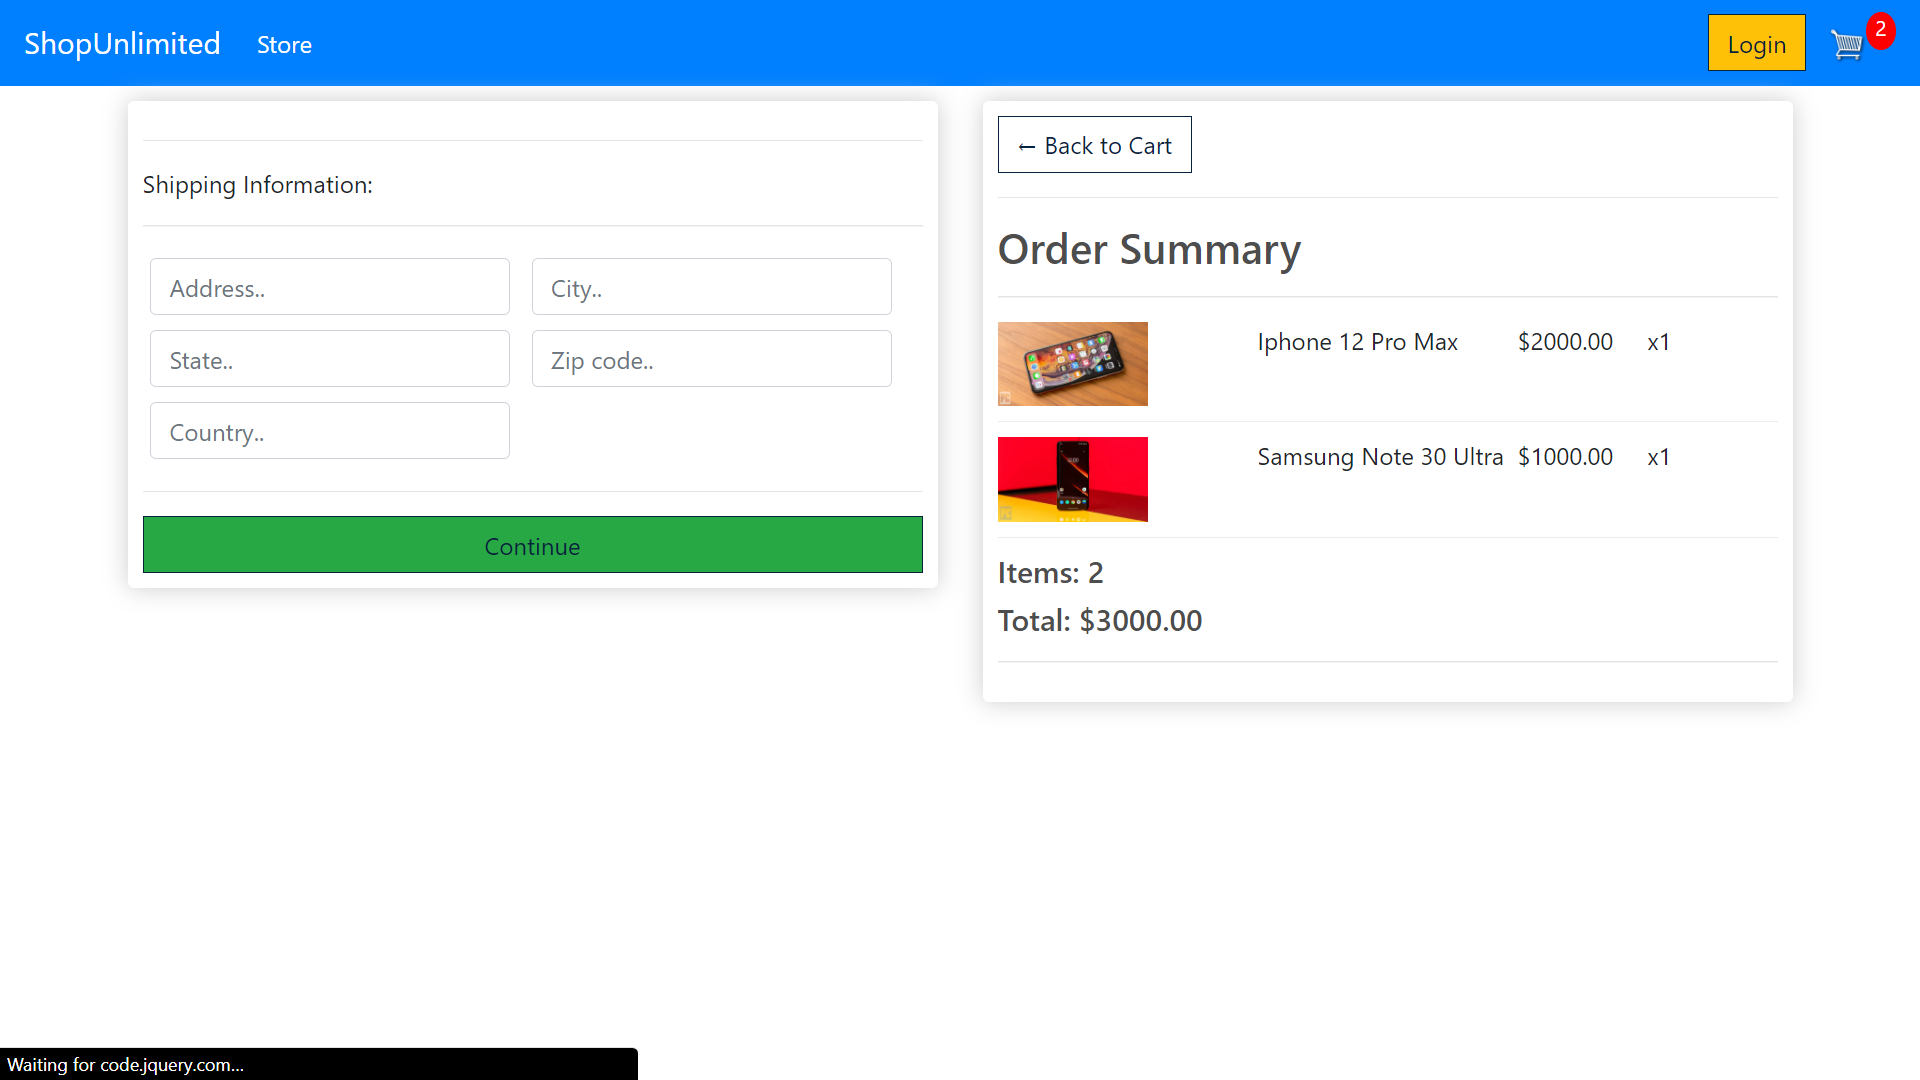 ShopUnlimited
Store
Login
2
Shipping Information:
Address..
City..
State..
Zip code..
Country..
Continue
← Back to Cart
Order Summary
Iphone 12 Pro Max $2000.00 x1
Samsung Note 30 Ultra $1000.00 x1
Items: 2
Total: $3000.00
Waiting for code.jquery.com...